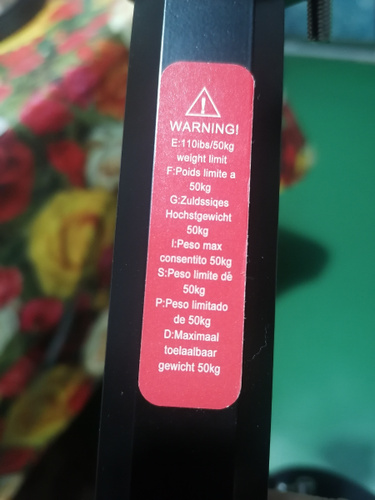 WARNING!
E:110ibs/50kg
weight limit
F:Poids limite a
50kg
G:Zuldssiqes
Hochstgewicht
50kg
I:Peso max
consentito 50kg
S:Peso limite dé
50kg
P:Peso limitado
de 50kg
D:Maximaal
toelaalbaar
gewicht 50kg